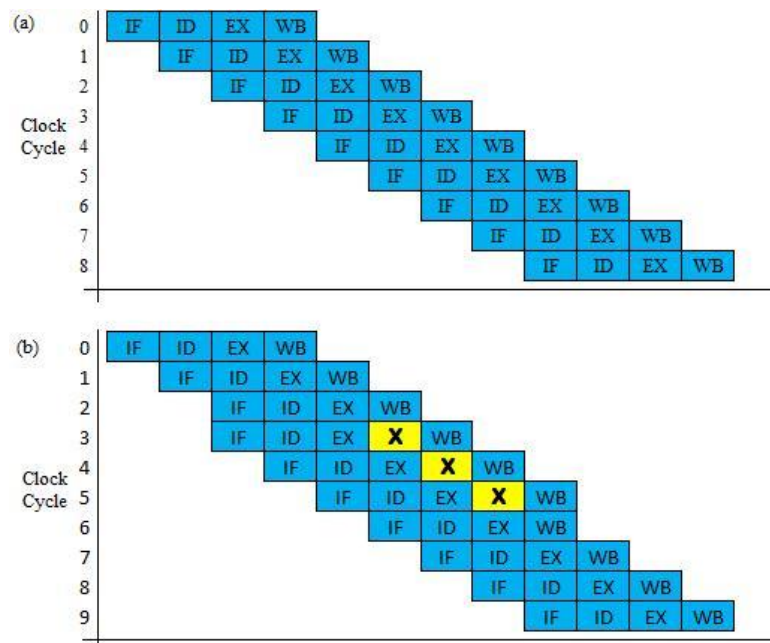 (a) 0 IF ID EX WB
1 IF ID EX WB
2 IF ID EX WB
3 IF ID EX WB
Clock
Cycle
4 IF ID EX WB
5 IF ID EX WB
6 IF ID EX WB
7 IF ID EX WB
8 IF ID EX WB
(b) 0 IF ID EX WB
1 IF ID EX WB
2 IF ID EX WB
3 IF ID EX X WB
4 IF ID EX X WB
Clock
Cycle
5 IF ID EX X WB
6 IF ID EX WB
7 IF ID EX WB
8 IF ID EX WB
9 IF ID EX WB